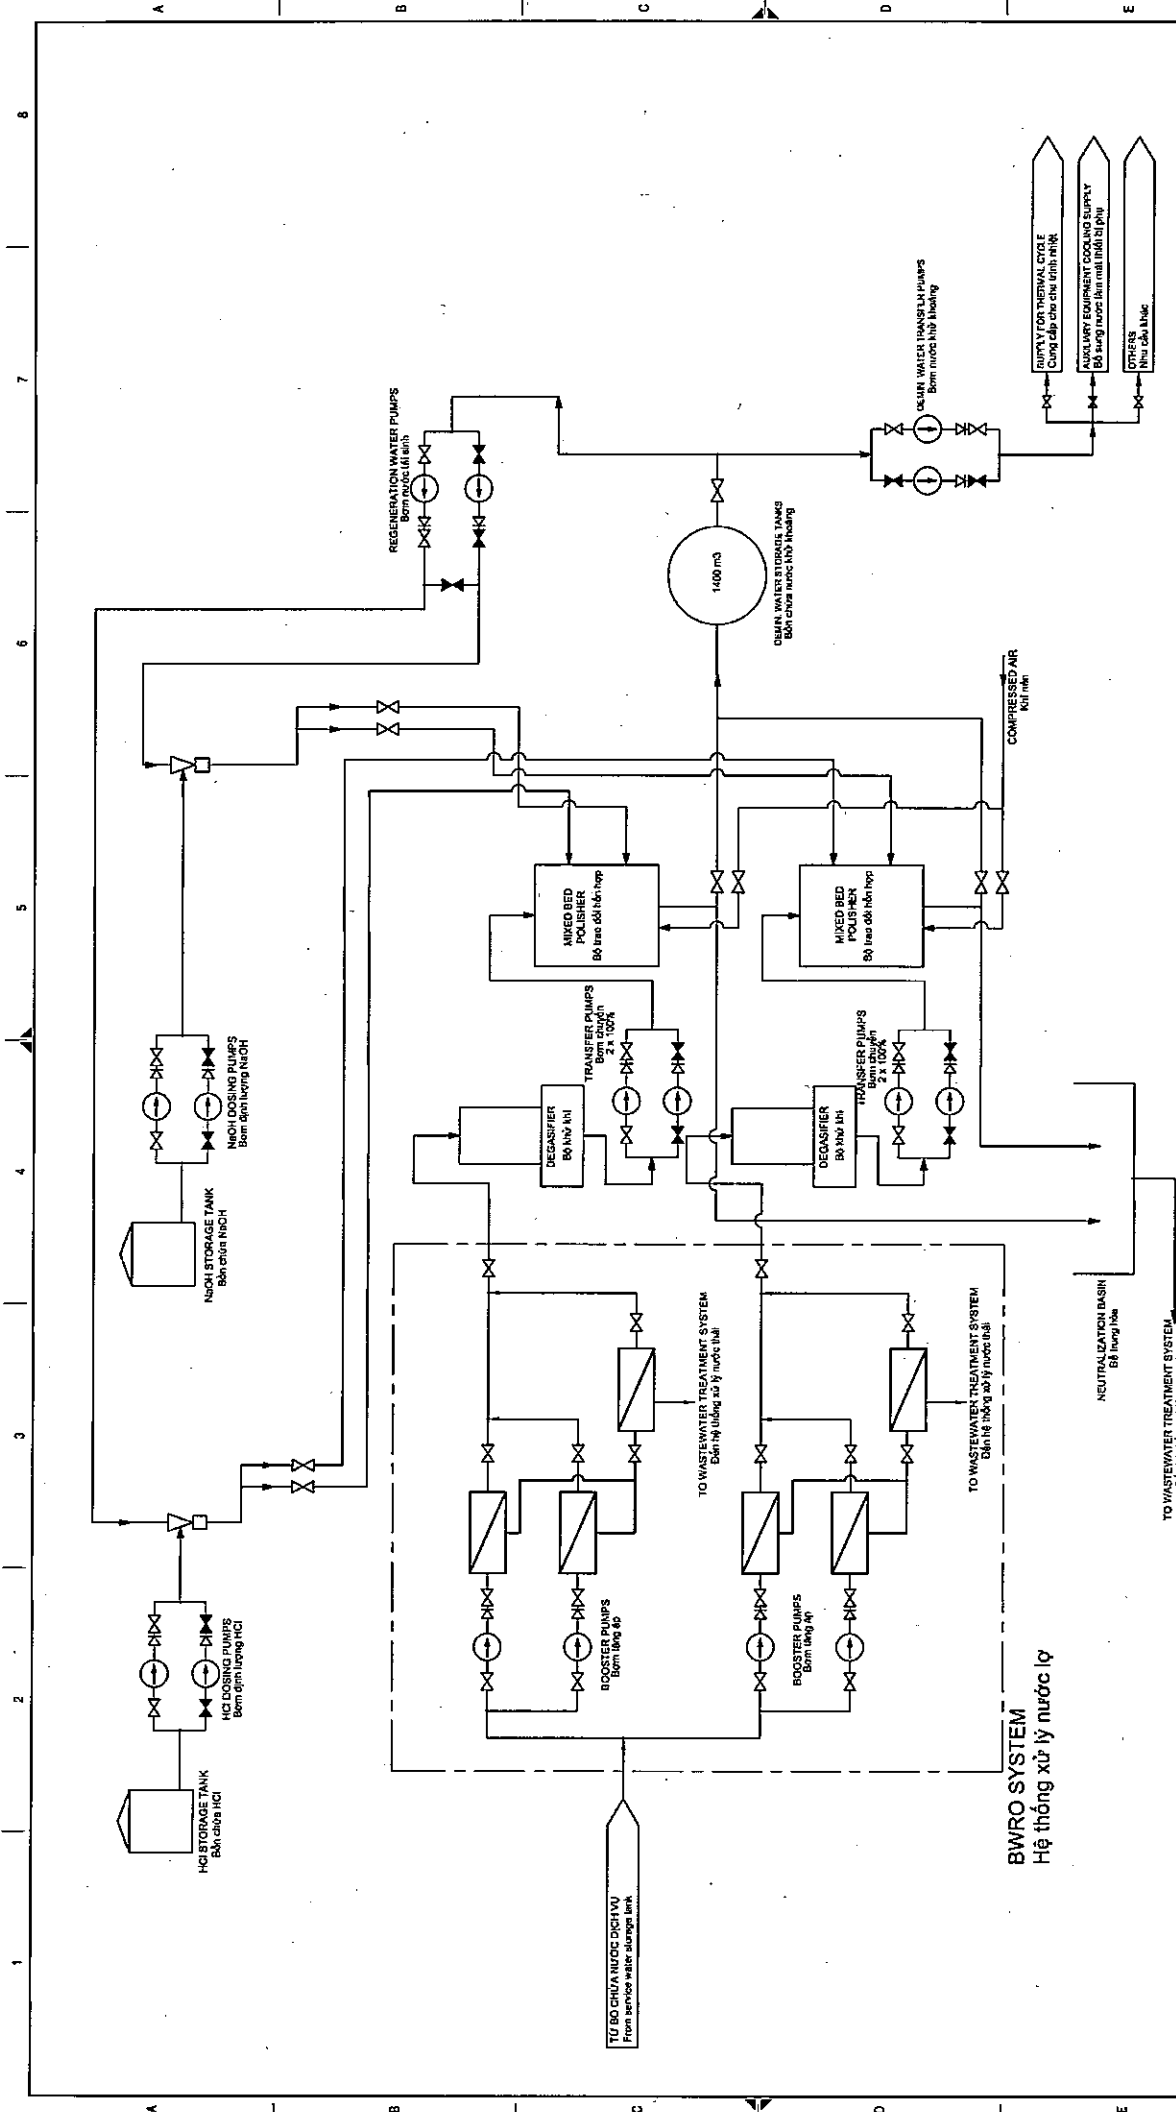 A
B
C
D
E
8
7
6
5
4
3
2
1
HCl STORAGE TANK
Bồn chứa HCl
HCl DOSING PUMPS
Bơm định lượng HCl
NaOH STORAGE TANK
Bồn chứa NaOH
NaOH DOSING PUMPS
Bơm định lượng NaOH
REGENERATION WATER PUMPS
Bơm nước tái sinh
TỪ BO CHỨA NƯỚC DỊCH VỤ
From service water storage tank
BOOSTER PUMPS
Bơm tăng áp
BOOSTER PUMPS
Bơm tăng áp
TO WASTEWATER TREATMENT SYSTEM
Đến hệ thống xử lý nước thải
TO WASTEWATER TREATMENT SYSTEM
Đến hệ thống xử lý nước thải
BWRO SYSTEM
Hệ thống xử lý nước lợ
DEGASIFIER
Bộ khử khí
TRANSFER PUMPS
Bơm chuyển
2 x 100%
MIXED BED
POLISHER
Bộ trao đổi hỗn hợp
DEGASIFIER
Bộ khử khí
TRANSFER PUMPS
Bơm chuyển
2 x 100%
MIXED BED
POLISHER
Bộ trao đổi hỗn hợp
1400 m3
DEMIN. WATER STORAGE TANKS
Bồn chứa nước khử khoáng
COMPRESSED AIR
Khí nén
DEMIN WATER TRANSFER PUMPS
Bơm nước khử khoáng
SUPPLY FOR THERMAL CYCLE
Cung cấp cho chu trình nhiệt
AUXILIARY EQUIPMENT COOLING SUPPLY
Bổ sung nước làm mát thiết bị phụ
OTHERS
Nhu cầu khác
NEUTRALIZATION BASIN
Bể trung hòa
TO WASTEWATER TREATMENT SYSTEM
A
B
C
D
E